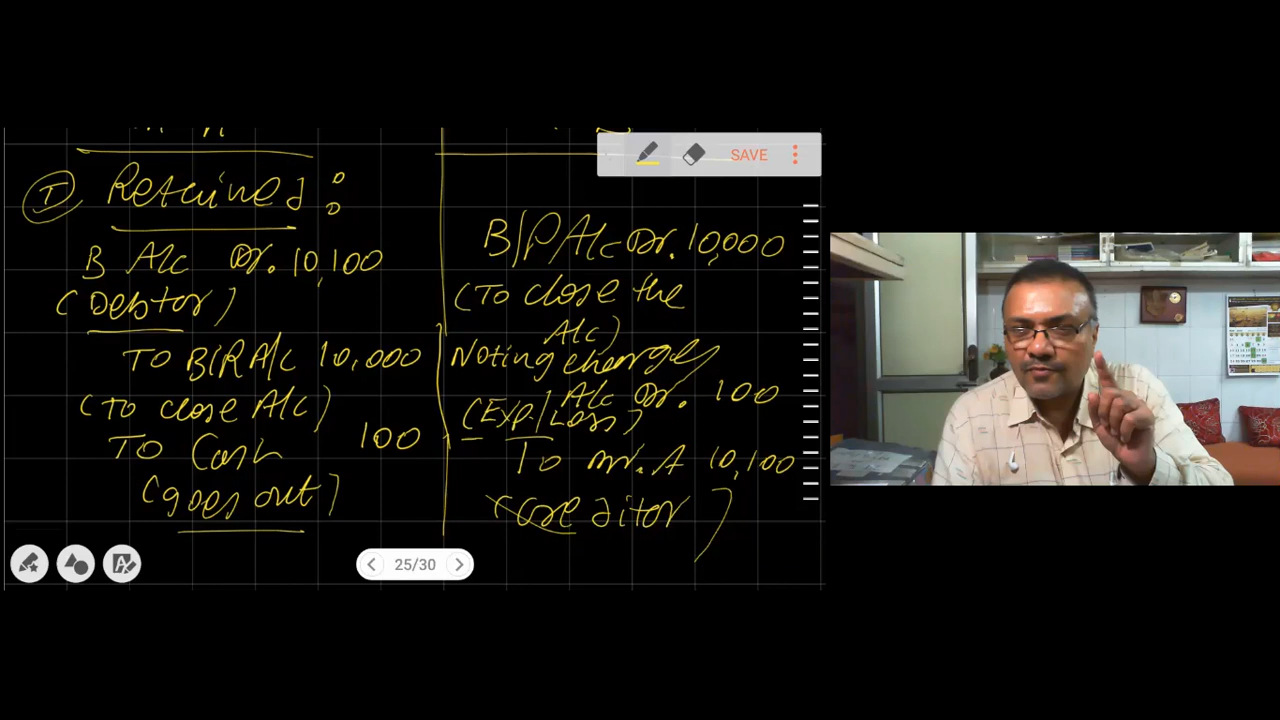 SAVE
I Retained :
B A/c Dr. 10,100
(Debtor)
To B/R A/c 10,000
(To close A/c)
To Cash 100
(goes out)
B/P A/c Dr. 10,000
(To close the
A/c)
Noting charges
A/c Dr. 100
(Exp./Loss)
To Mr. A 10,100
(creditor)
25/30